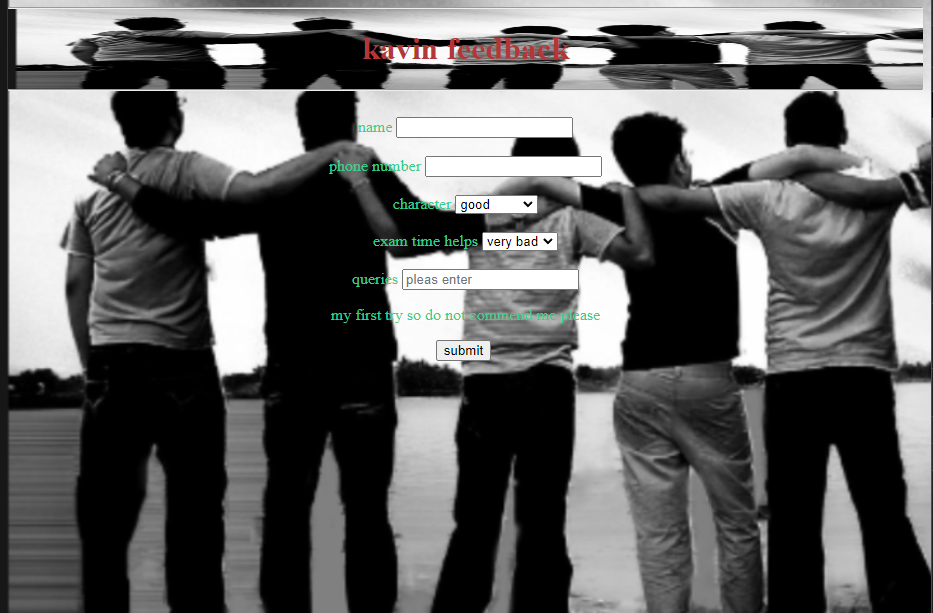 kavin feedback
name
phone number
character good
exam time helps very bad
queries pleas enter
my first try so do not commend me please
submit